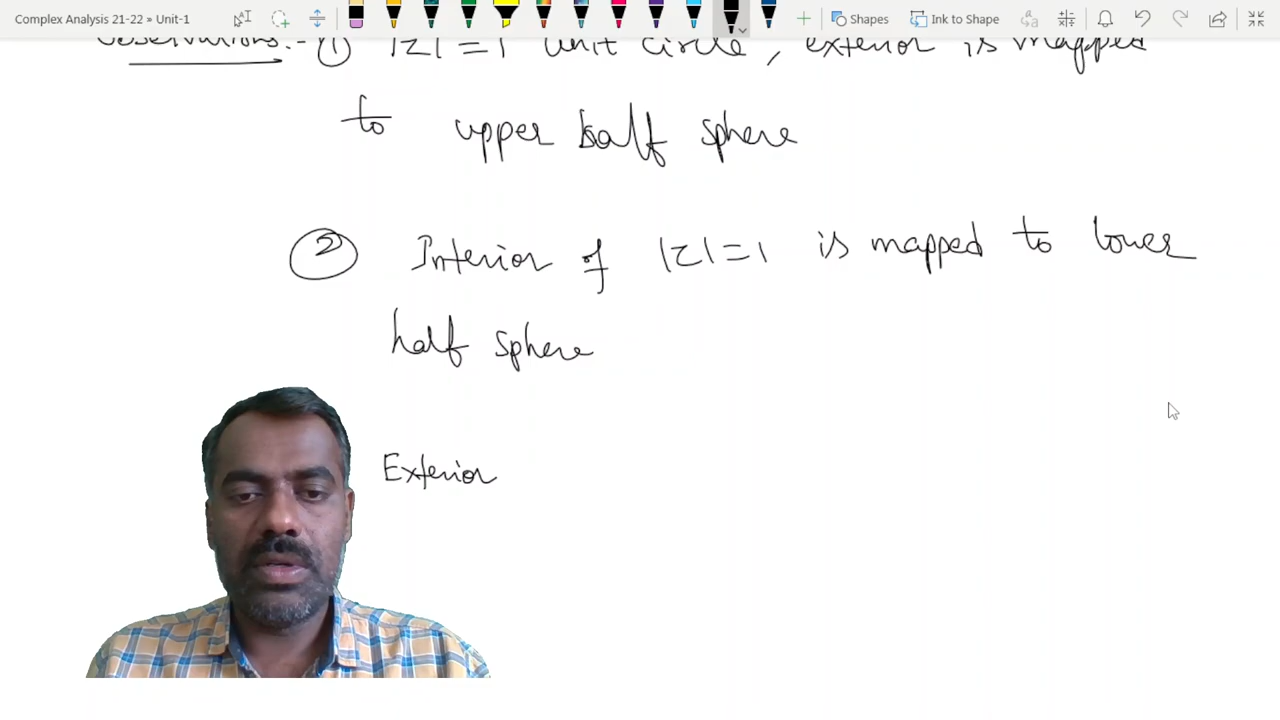 Complex Analysis 21-22 » Unit-1
Shapes
Ink to Shape
Observations:- (1) |z| = 1 unit circle, exterior is mapped
to upper half sphere
(2) Interior of |z| = 1 is mapped to lower
half sphere
Exterior